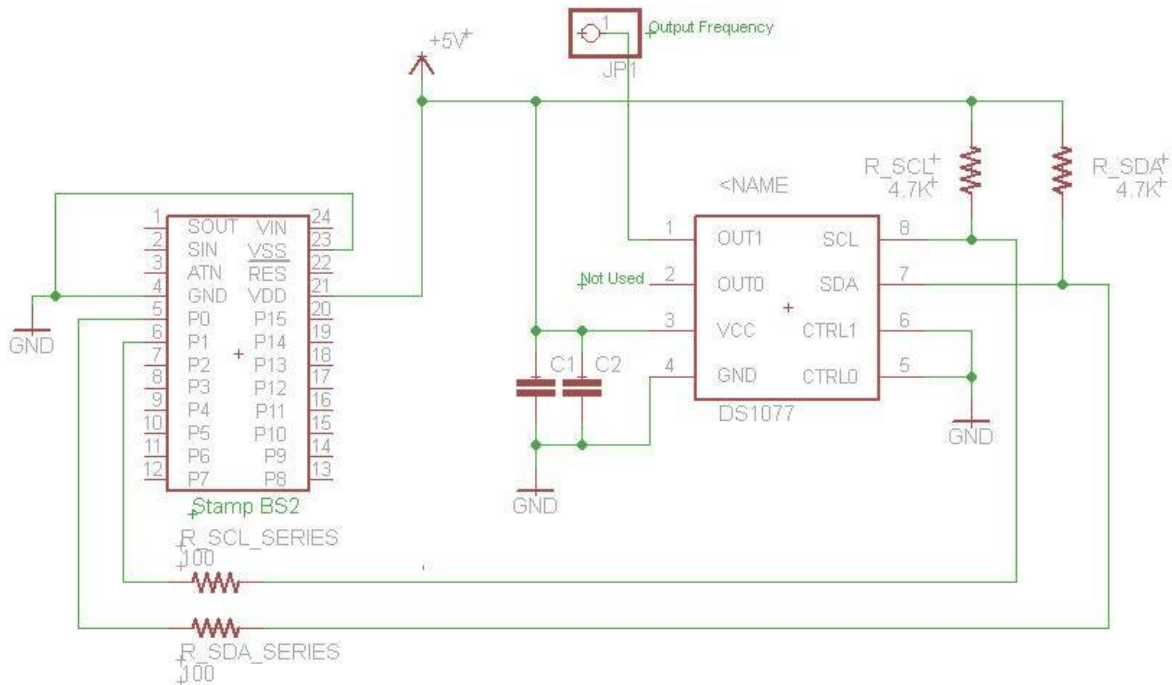 +5V
1
Output Frequency
JP1
R_SCL
4.7K
R_SDA
4.7K
<NAME
1 OUT1 SCL 8
2 OUT0 SDA 7
3 VCC CTRL1 6
4 GND CTRL0 5
DS1077
Not Used
C1 C2
GND
GND
GND
1 SOUT VIN 24
2 SIN VSS 23
3 ATN RES 22
4 GND VDD 21
5 P0 P15 20
6 P1 P14 19
7 P2 P13 18
8 P3 P12 17
9 P4 P11 16
10 P5 P10 15
11 P6 P9 14
12 P7 P8 13
Stamp BS2
R_SCL_SERIES
100
R_SDA_SERIES
100